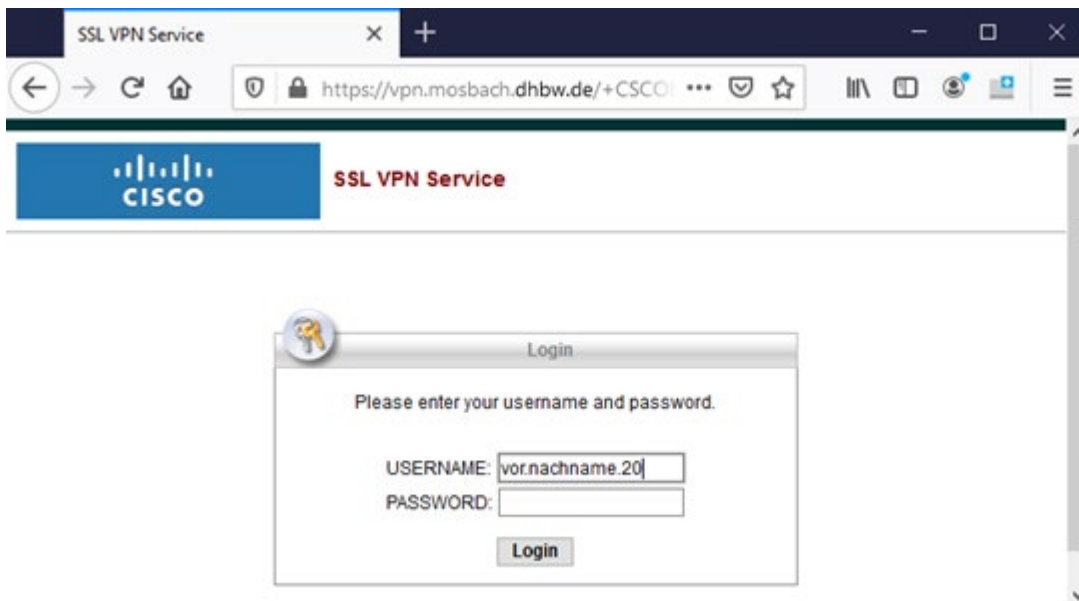 SSL VPN Service
https://vpn.mosbach.dhbw.de/+CSCO
CISCO
SSL VPN Service
Login
Please enter your username and password.
USERNAME: vor.nachname.20
PASSWORD:
Login